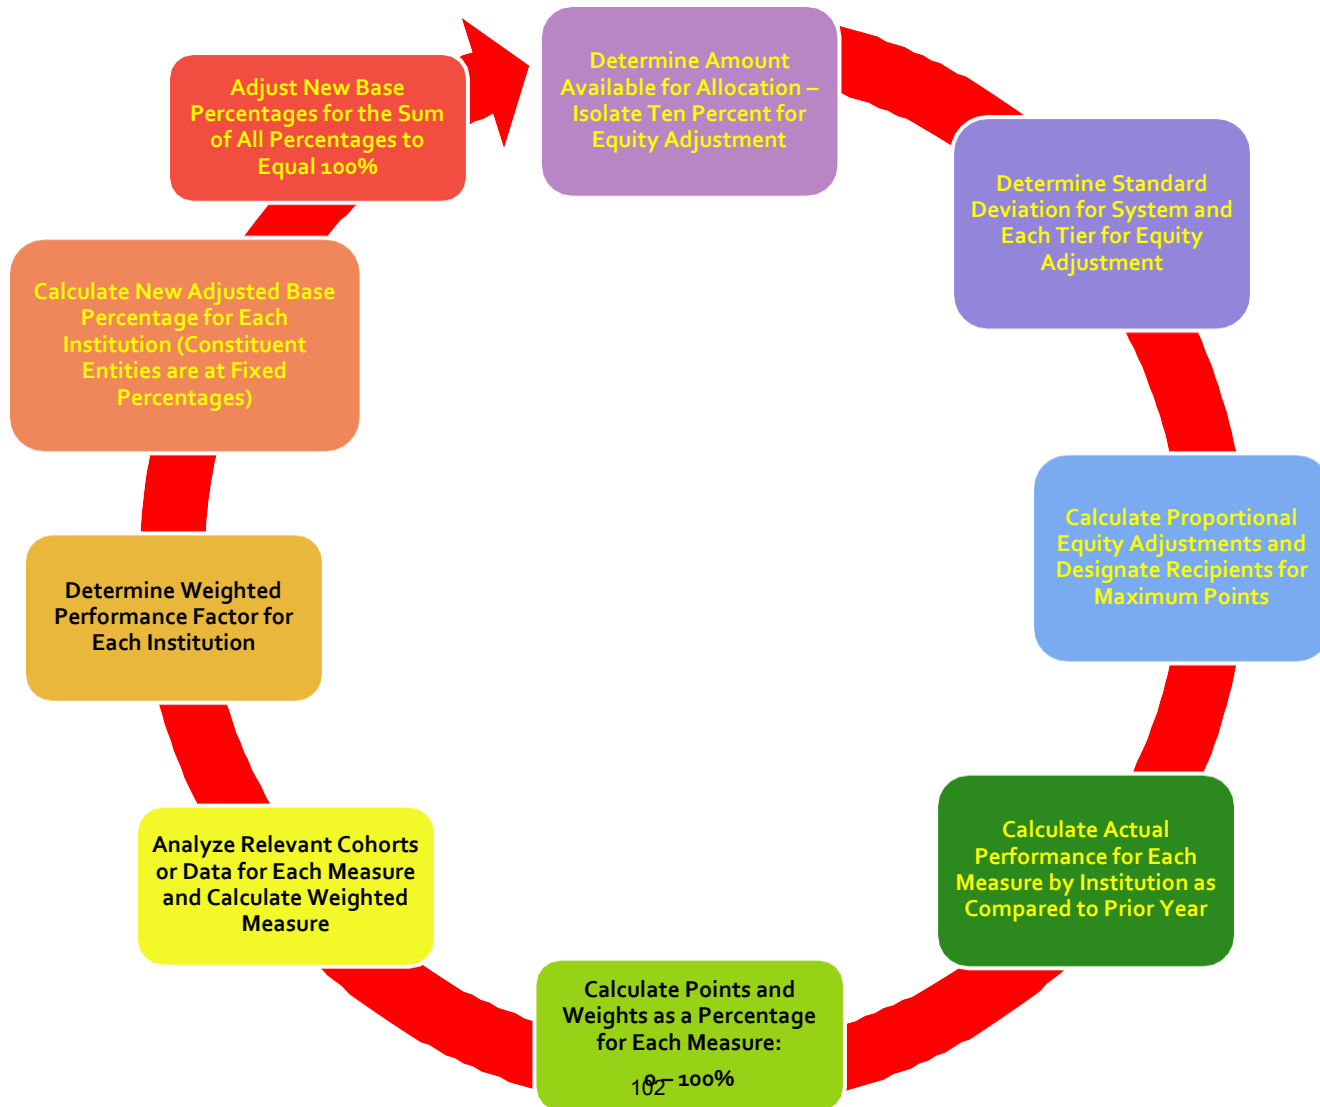 Determine Amount
Available for Allocation –
Isolate Ten Percent for
Equity Adjustment
Determine Standard
Deviation for System and
Each Tier for Equity
Adjustment
Calculate Proportional
Equity Adjustments and
Designate Recipients for
Maximum Points
Calculate Actual
Performance for Each
Measure by Institution as
Compared to Prior Year
Calculate Points and
Weights as a Percentage
for Each Measure:
0 – 100%
102
Analyze Relevant Cohorts
or Data for Each Measure
and Calculate Weighted
Measure
Determine Weighted
Performance Factor for
Each Institution
Calculate New Adjusted Base
Percentage for Each
Institution (Constituent
Entities are at Fixed
Percentages)
Adjust New Base
Percentages for the Sum
of All Percentages to
Equal 100%